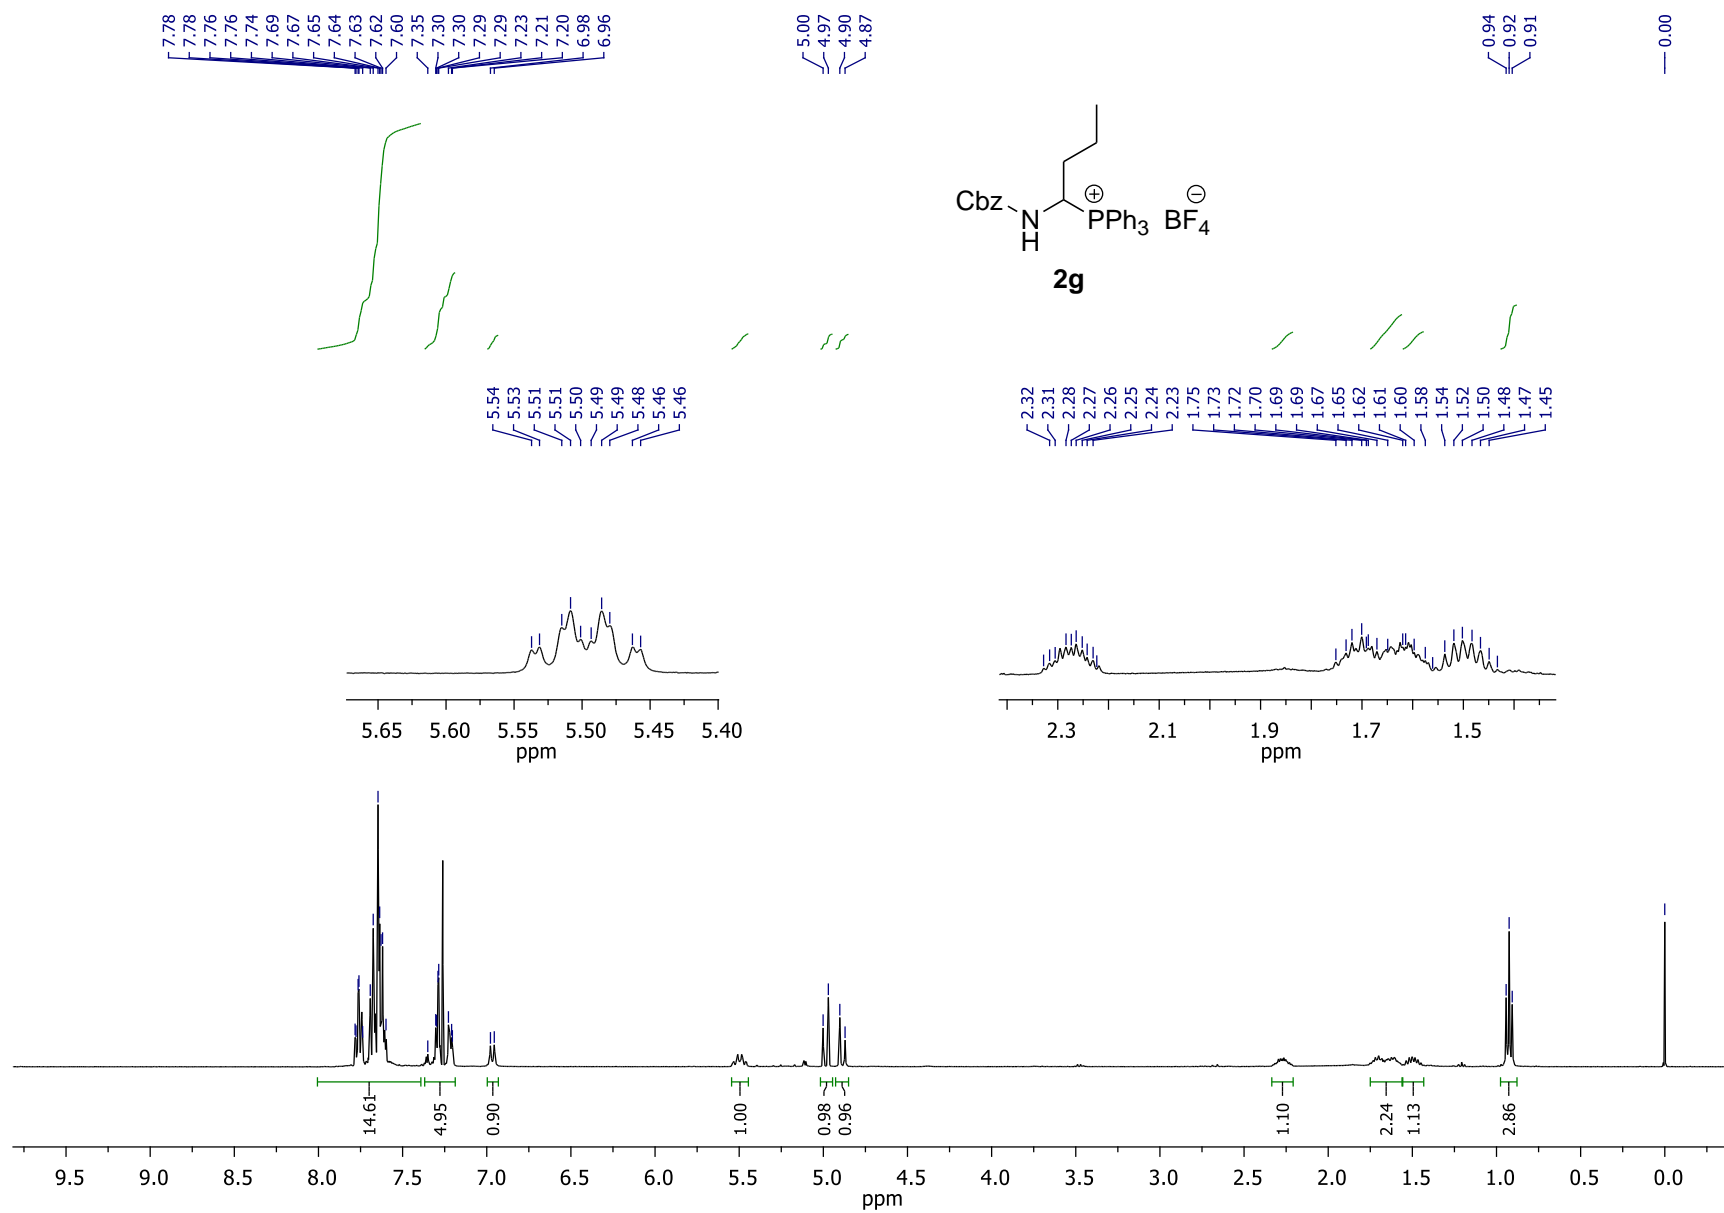 7.78 7.78 7.76 7.76 7.74 7.69 7.67 7.65 7.64 7.63 7.62 7.60 7.35 7.30 7.30 7.29 7.29 7.23 7.21 7.20 6.98 6.96 5.00 4.97 4.90 4.87 0.94 0.92 0.91 0.00
Cbz N H PPh3 BF4
+ −
2g
5.54 5.53 5.51 5.51 5.50 5.49 5.49 5.48 5.46 5.46 2.32 2.31 2.28 2.27 2.26 2.25 2.24 2.23 1.75 1.73 1.72 1.70 1.69 1.69 1.67 1.65 1.62 1.61 1.60 1.58 1.54 1.52 1.50 1.48 1.47 1.45
5.65 5.60 5.55 5.50 5.45 5.40 2.3 2.1 1.9 1.7 1.5
ppm ppm
14.61 4.95 0.90 1.00 0.98 0.96 1.10 2.24 1.13 2.86
9.5 9.0 8.5 8.0 7.5 7.0 6.5 6.0 5.5 5.0 4.5 4.0 3.5 3.0 2.5 2.0 1.5 1.0 0.5 0.0
ppm